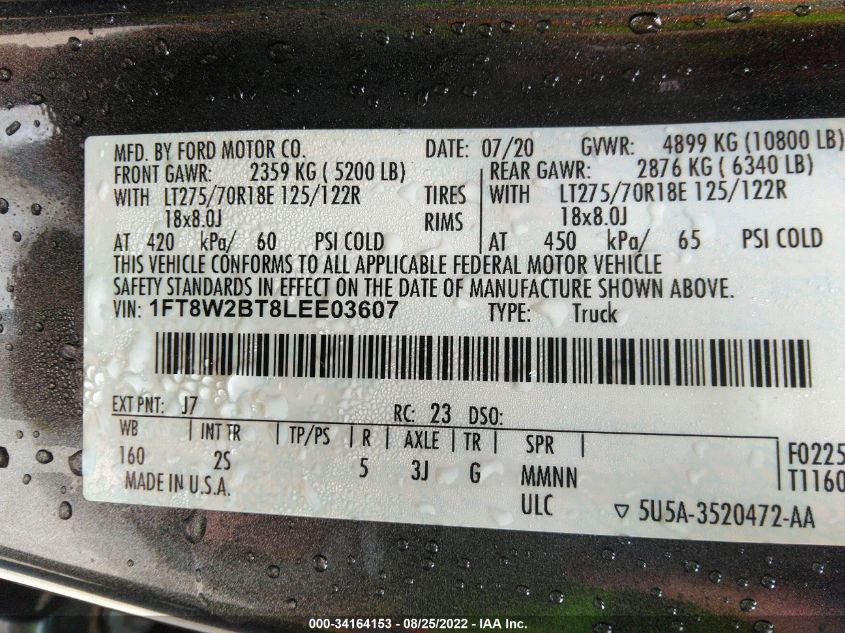 MFD. BY FORD MOTOR CO. DATE: 07/20 GVWR: 4899 KG (10800 LB)
FRONT GAWR: 2359 KG ( 5200 LB) REAR GAWR: 2876 KG ( 6340 LB)
WITH LT275/70R18E 125/122R TIRES WITH LT275/70R18E 125/122R
18x8.0J RIMS 18x8.0J
AT 420 kPa/ 60 PSI COLD AT 450 kPa/ 65 PSI COLD
THIS VEHICLE CONFORMS TO ALL APPLICABLE FEDERAL MOTOR VEHICLE
SAFETY STANDARDS IN EFFECT ON THE DATE OF MANUFACTURE SHOWN ABOVE.
VIN: 1FT8W2BT8LEE03607 TYPE: Truck
EXT PNT: J7 RC: 23 DSO:
WB INT TR TP/PS R AXLE TR SPR
160 2S 5 3J G MMNN F0225
MADE IN U.S.A. ULC T1160
▽ 5U5A-3520472-AA
000-34164153 - 08/25/2022 - IAA Inc.